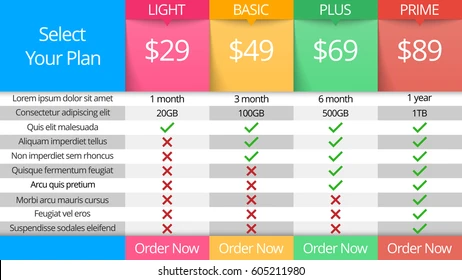 Select
Your Plan
LIGHT BASIC PLUS PRIME
$29 $49 $69 $89
Lorem ipsum dolor sit amet 1 month 3 month 6 month 1 year
Consectetur adipiscing elit 20GB 100GB 500GB 1TB
Quis elit malesuada
Aliquam imperdiet tellus
Non imperdiet sem rhoncus
Quisque fermentum feugiat
Arcu quis pretium
Morbi arcu mauris cursus
Feugiat vel eros
Suspendisse sodales eleifend
Order Now Order Now Order Now Order Now
shutterstock.com · 605211980